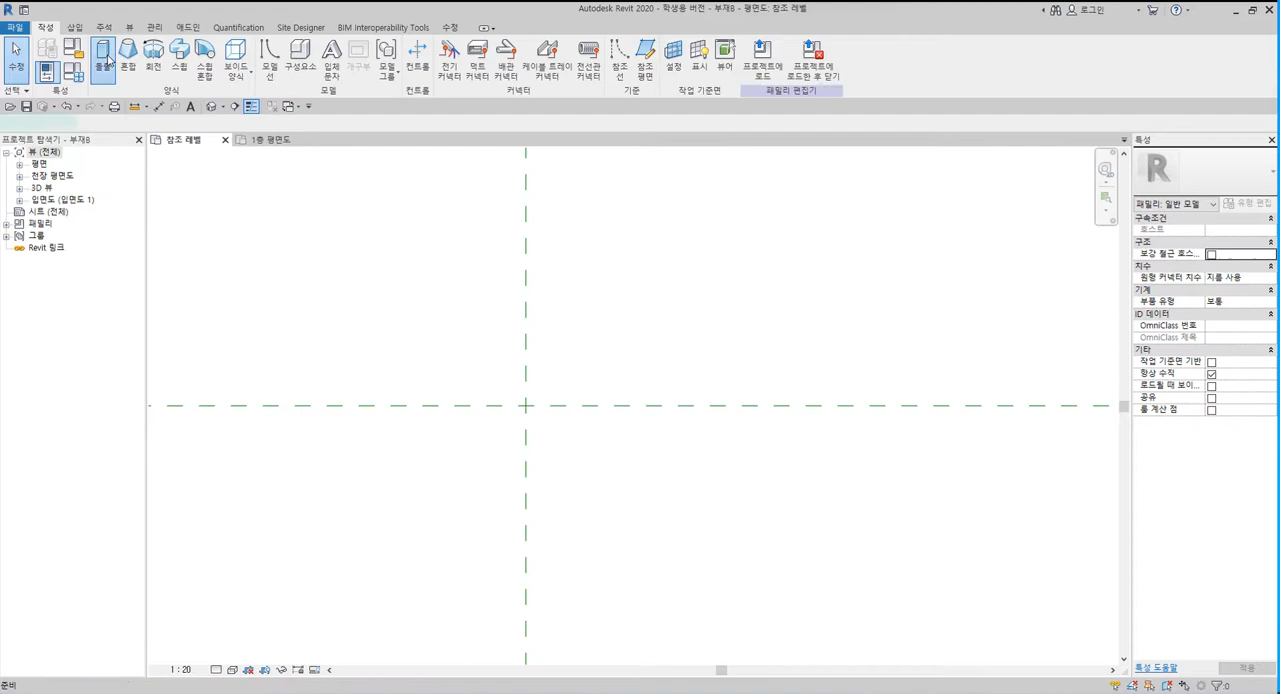 Autodesk Revit 2020 - 학생용 버전 - 부재B - 평면도: 참조 레벨
로그인
파일 작성 삽입 주석 뷰 관리 애드인 Quantification Site Designer BIM Interoperability Tools 수정
수정 돌출 혼합 회전 스윕 스윕 혼합 보이드 양식 모델 선 구성요소 입체 문자 개구부 모델 그룹 컨트롤 전기 커넥터 덕트 커넥터 배관 커넥터 케이블 트레이 커넥터 전선관 커넥터 참조 선 참조 평면 설정 표시 뷰어 프로젝트에 로드 프로젝트에 로드한 후 닫기
선택 특성 양식 모델 컨트롤 커넥터 기준 작업 기준면 패밀리 편집기
프로젝트 탐색기 - 부재B
뷰 (전체)
평면
천장 평면도
3D 뷰
입면도 (입면도 1)
시트 (전체)
패밀리
그룹
Revit 링크
참조 레벨
1층 평면도
1 : 20
특성
패밀리: 일반 모델 유형 편집
구속조건
호스트
구조
보강 철근 호스...
치수
원형 커넥터 치수 지름 사용
기계
부품 유형 보통
ID 데이터
OmniClass 번호
OmniClass 제목
기타
작업 기준면 기반
항상 수직
로드될 때 보이...
공유
룸 계산 점
특성 도움말 적용
준비
:0